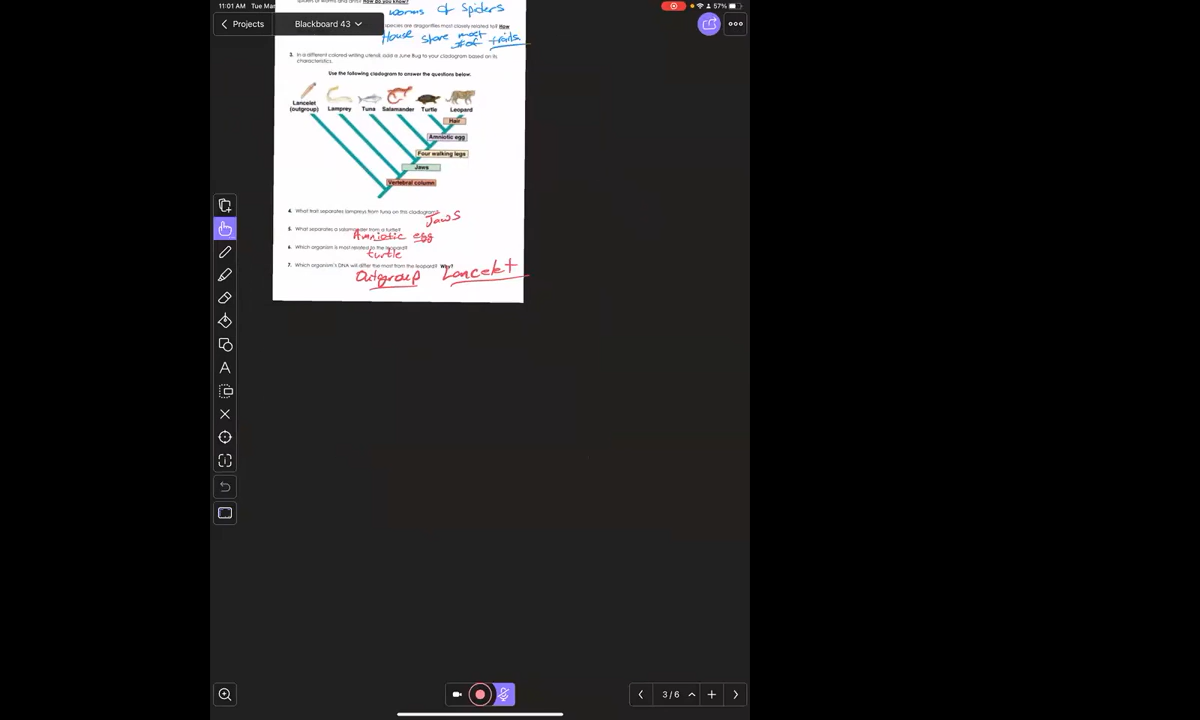 11:01 AM Tue Mar
57%
Projects
Blackboard 43
How do you know?
worms & spiders
species are dragonflies most closely related to? How
House share most
# of traits
3. In a different colored writing utensil, add a June Bug to your cladogram based on its
characteristics.
Use the following cladogram to answer the questions below.
Lancelet
(outgroup)
Lamprey
Tuna
Salamander
Turtle
Leopard
Hair
Amniotic egg
Four walking legs
Jaws
Vertebral column
4. What trait separates lampreys from tuna on this cladogram?
Jaws
5. What separates a salamander from a turtle?
Amniotic egg
6. Which organism is most related to the leopard?
turtle
7. Which organism's DNA will differ the most from the leopard? Why?
Outgroup Lancelet
A
3/6